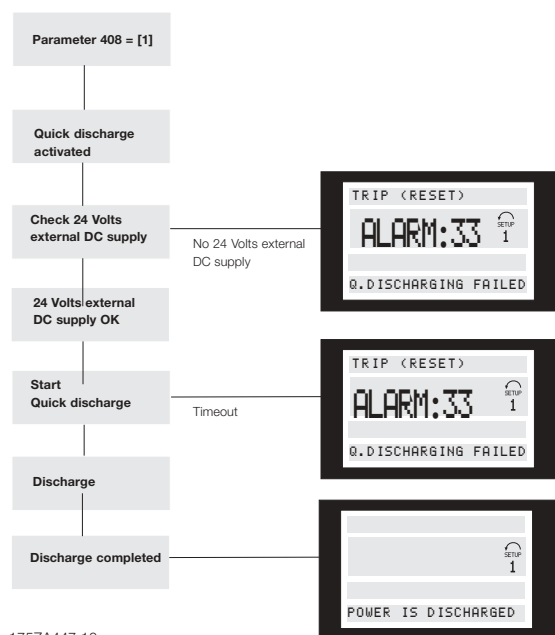 Parameter 408 = [1]
Quick discharge
activated
Check 24 Volts
external DC supply
No 24 Volts external
DC supply
TRIP (RESET)
ALARM:33
SETUP
1
Q.DISCHARGING FAILED
24 Volts external
DC supply OK
Start
Quick discharge
Timeout
TRIP (RESET)
ALARM:33
SETUP
1
Q.DISCHARGING FAILED
Discharge
Discharge completed
SETUP
1
POWER IS DISCHARGED